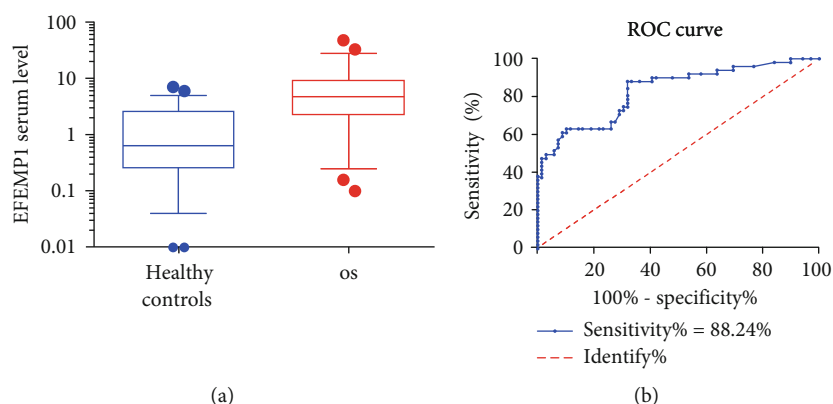 100
10
1
0.1
0.01
EFEMP1 serum level
Healthy
controls
os
(a)
ROC curve
100
80
60
40
20
0
Sensitivity (%)
20
40
60
80
100
100% - specificity%
Sensitivity% = 88.24%
Identify%
(b)